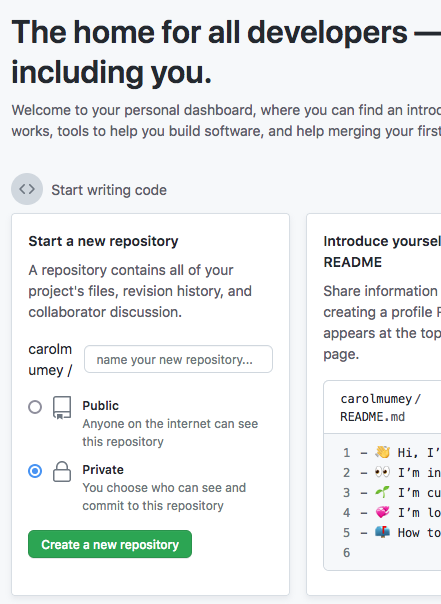 The home for all developers —
including you.
Welcome to your personal dashboard, where you can find an
works, tools to help you build software, and help merging your first
Start writing code
Start a new repository
A repository contains all of your
project's files, revision history, and
collaborator discussion.
carolm
umey /
name your new repository...
Public
Anyone on the internet can see
this repository
Private
You choose who can see and
commit to this repository
Create a new repository
Introduce
README
Share information
creating a profile
appears at the top
page.
carolmumey/
README.md
1 - 👋 Hi, I’
2 - 👀 I’m in
3 - 🌱 I’m cu
4 - 💞️ I’m lo
5 - 📫 How to
6